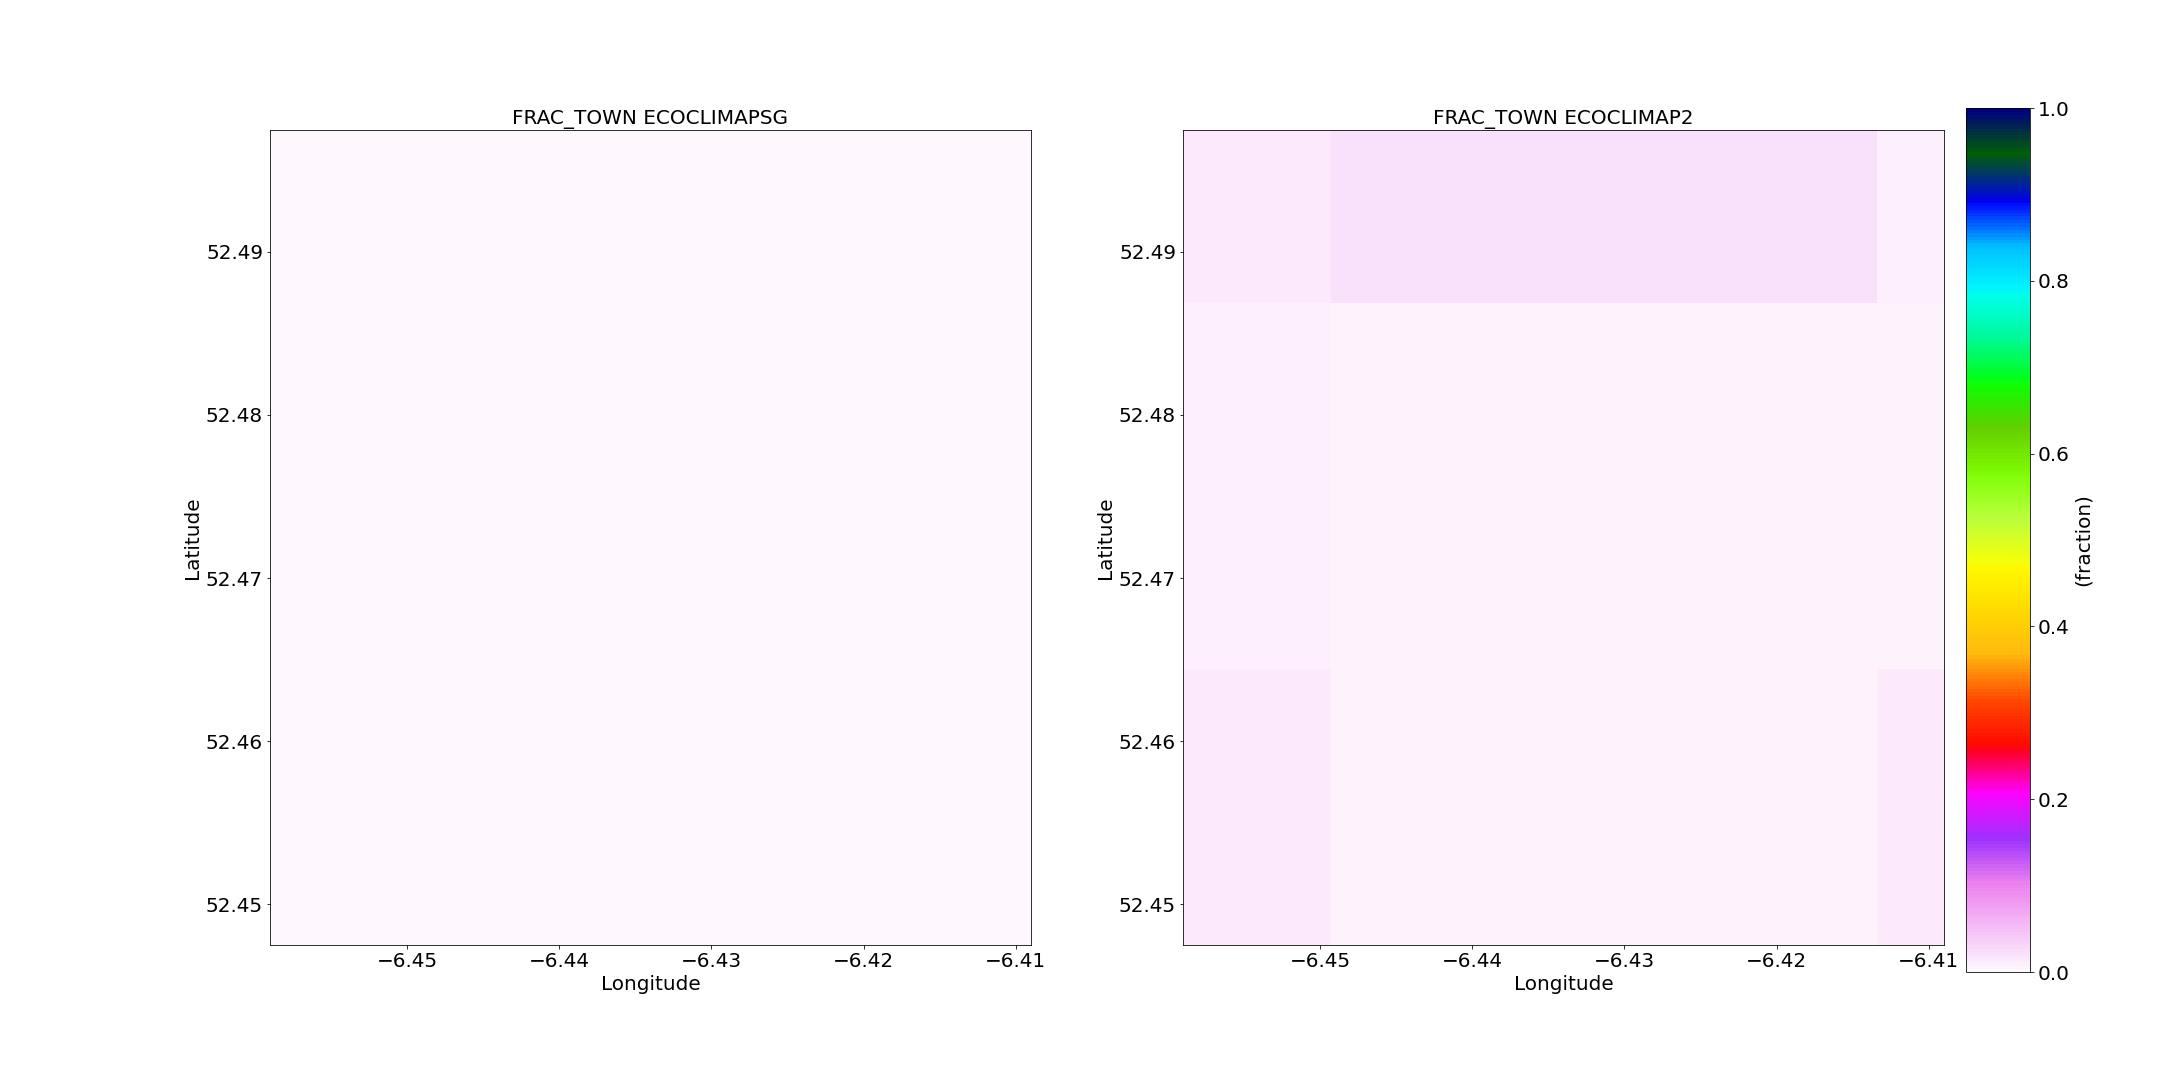 FRAC_TOWN ECOCLIMAPSG
52.49
52.48
52.47
52.46
52.45
Latitude
−6.45 −6.44 −6.43 −6.42 −6.41
Longitude
FRAC_TOWN ECOCLIMAP2
52.49
52.48
52.47
52.46
52.45
Latitude
−6.45 −6.44 −6.43 −6.42 −6.41
Longitude
1.0
0.8
0.6
0.4
0.2
0.0
(fraction)